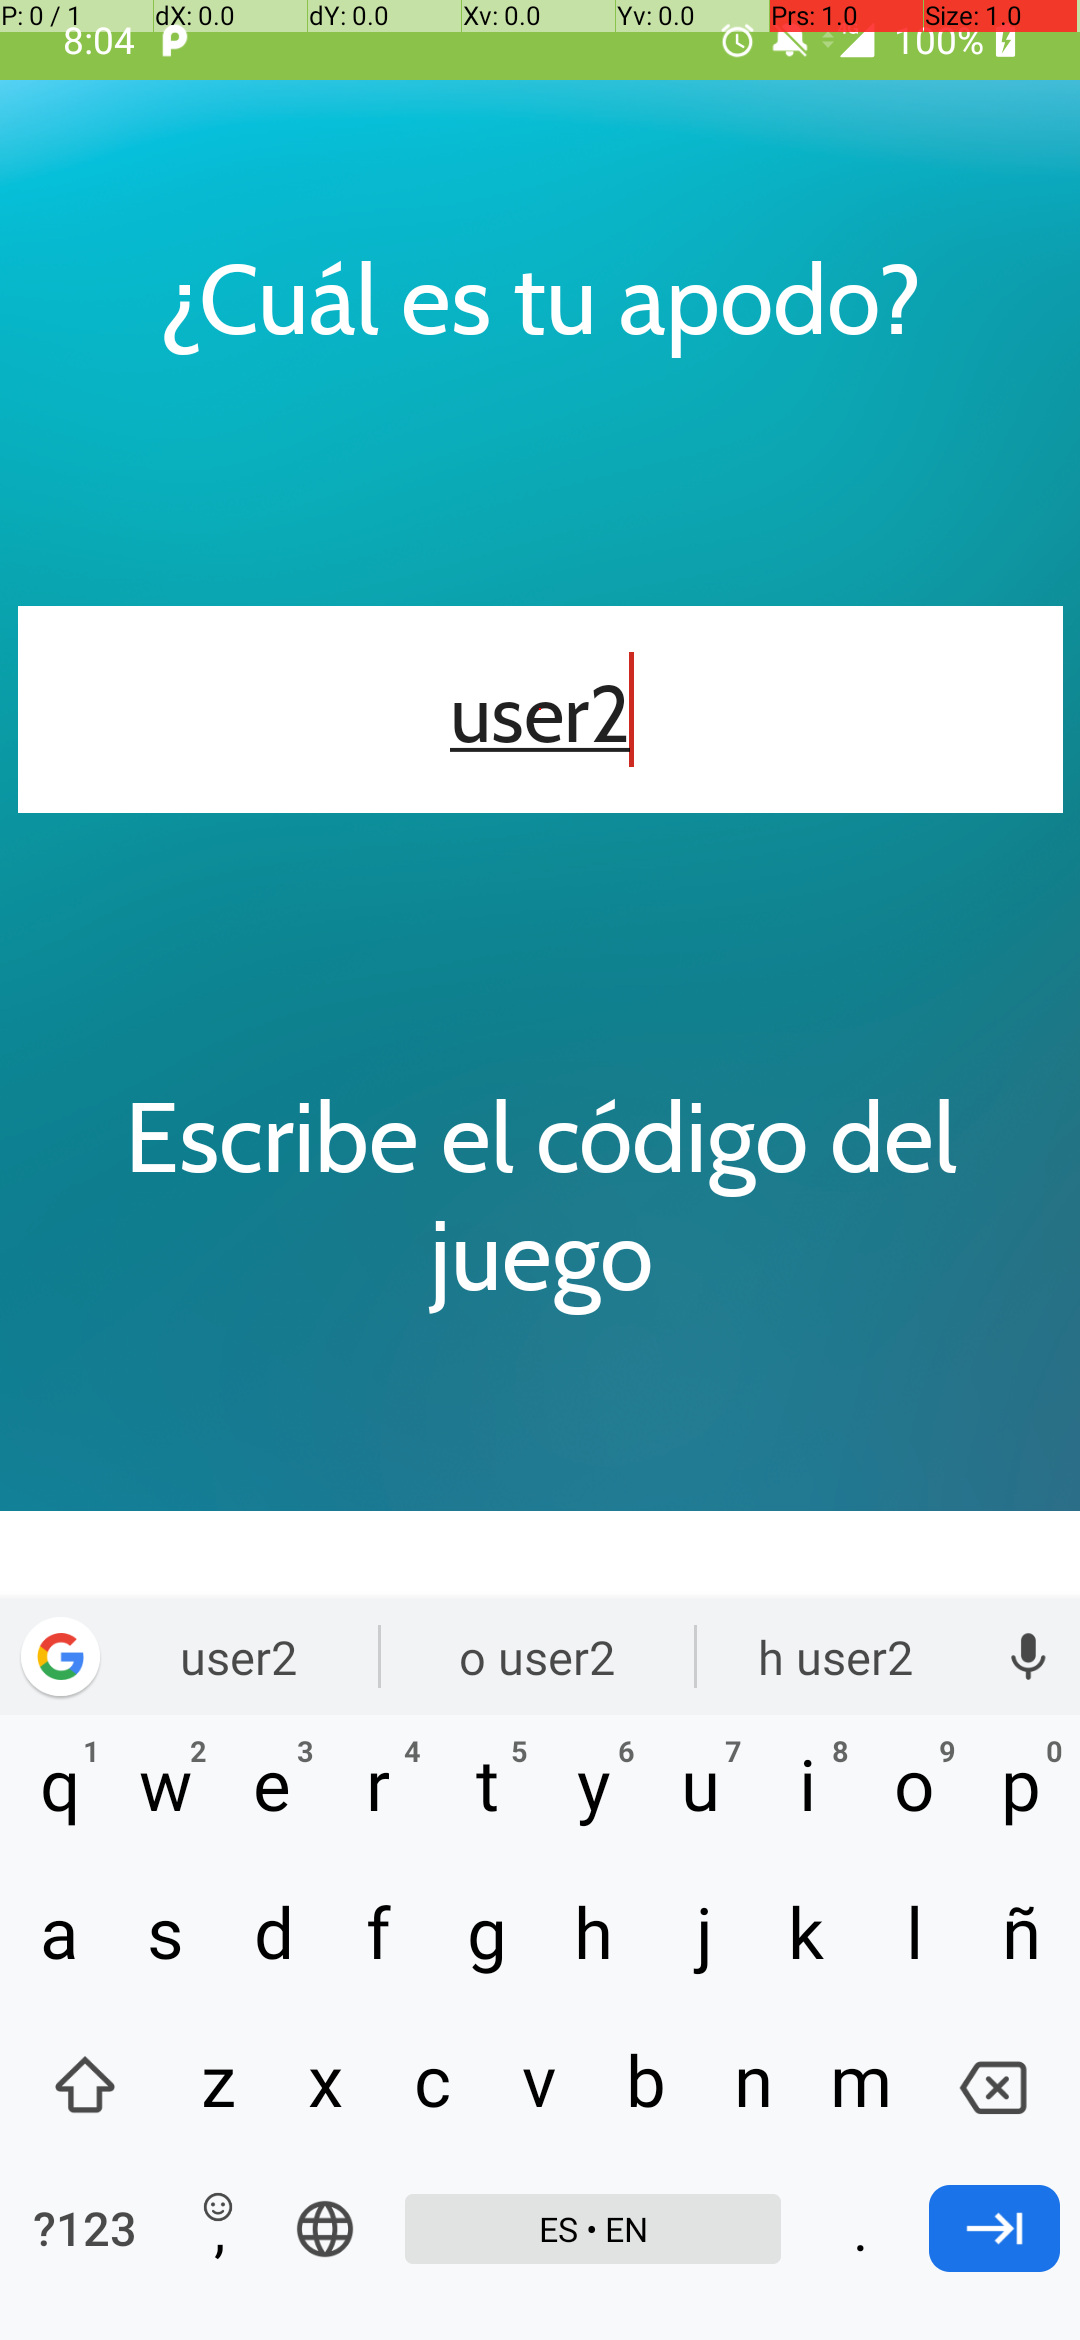 P: 0 / 1 dX: 0.0 dY: 0.0 Xv: 0.0 Yv: 0.0 Prs: 1.0 Size: 1.0
8:04 100%
¿Cuál es tu apodo?
user2
Escribe el código del
juego
user2 o user2 h user2
1 2 3 4 5 6 7 8 9 0
q w e r t y u i o p
a s d f g h j k l ñ
z x c v b n m
?123 , ES • EN .